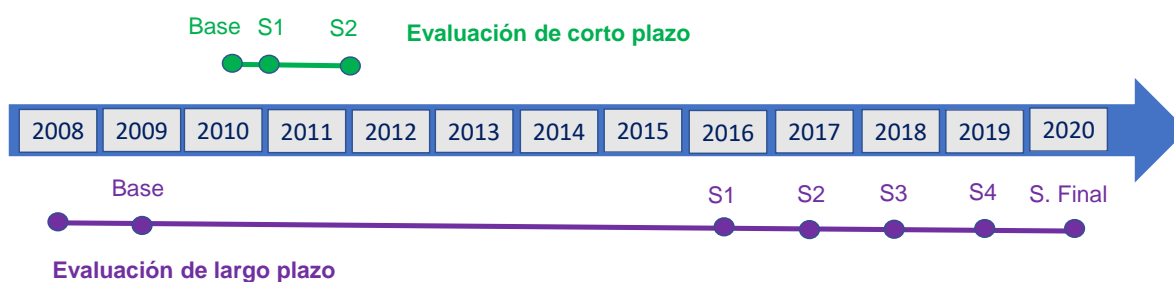 Base S1 S2 Evaluación de corto plazo
2008 2009 2010 2011 2012 2013 2014 2015 2016 2017 2018 2019 2020
Base S1 S2 S3 S4 S. Final
Evaluación de largo plazo